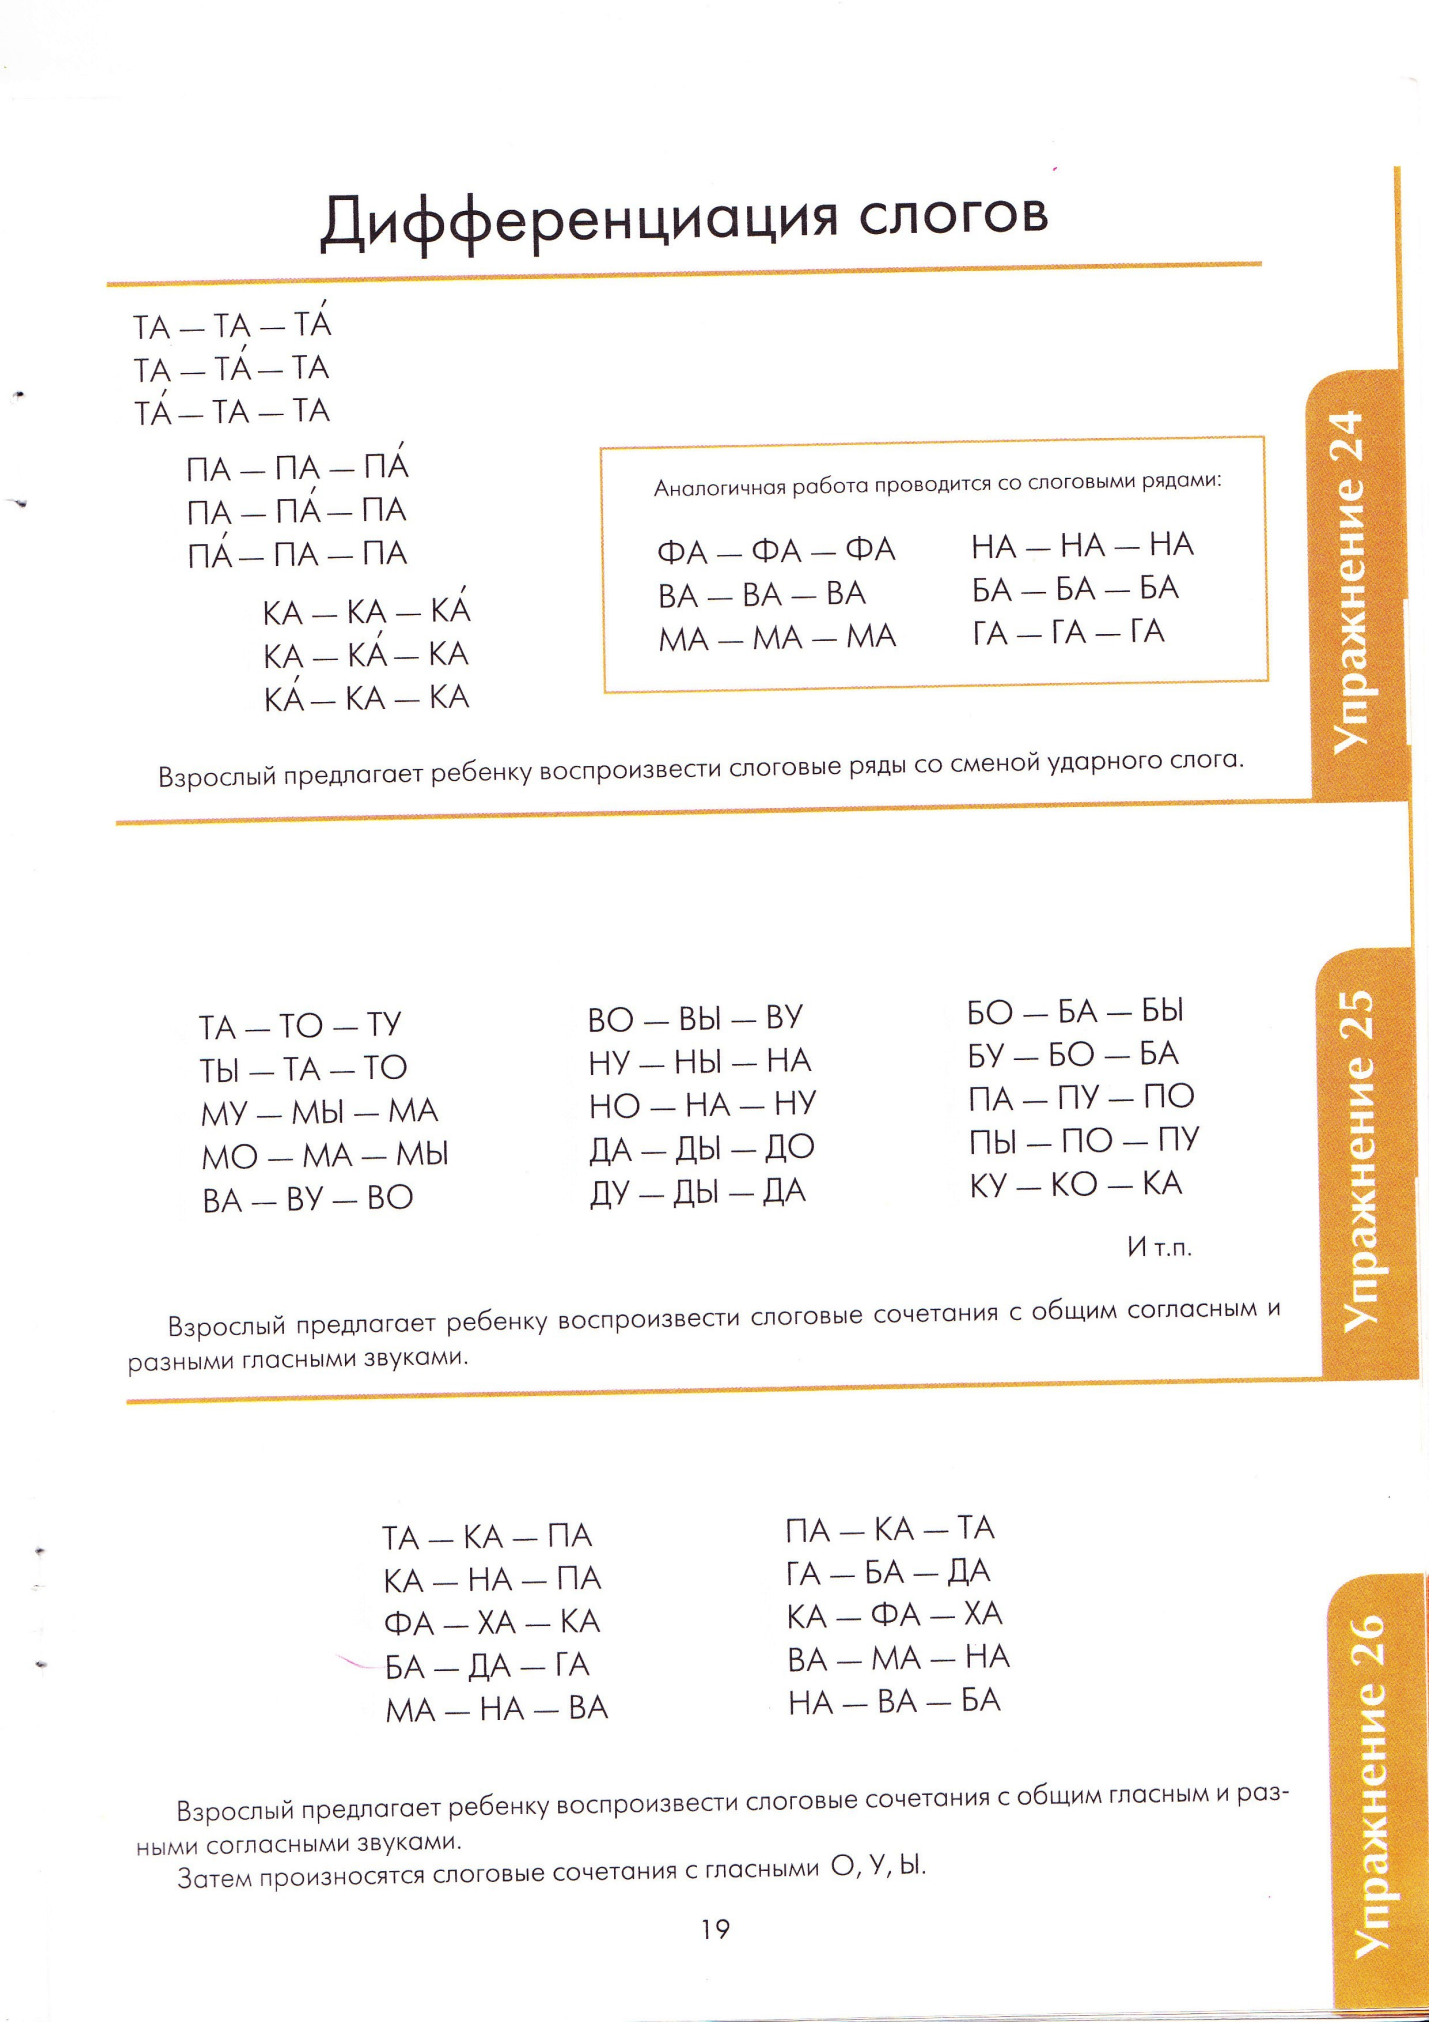 Дифференциация слогов
ТА — ТА — ТА́
ТА — ТА́ — ТА
ТА́ — ТА — ТА
ПА — ПА — ПА́
ПА — ПА́ — ПА
ПА́ — ПА — ПА
КА — КА — КА́
КА — КА́ — КА
КА́ — КА — КА
Аналогичная работа проводится со слоговыми рядами:
ФА — ФА — ФА
ВА — ВА — ВА
МА — МА — МА
НА — НА — НА
БА — БА — БА
ГА — ГА — ГА
Взрослый предлагает ребенку воспроизвести слоговые ряды со сменой ударного слога.
Упражнение 24
ТА — ТО — ТУ
ТЫ — ТА — ТО
МУ — МЫ — МА
МО — МА — МЫ
ВА — ВУ — ВО
ВО — ВЫ — ВУ
НУ — НЫ — НА
НО — НА — НУ
ДА — ДЫ — ДО
ДУ — ДЫ — ДА
БО — БА — БЫ
БУ — БО — БА
ПА — ПУ — ПО
ПЫ — ПО — ПУ
КУ — КО — КА
И т.п.
Взрослый предлагает ребенку воспроизвести слоговые сочетания с общим согласным и
разными гласными звуками.
Упражнение 25
ТА — КА — ПА
КА — НА — ПА
ФА — ХА — КА
БА — ДА — ГА
МА — НА — ВА
ПА — КА — ТА
ГА — БА — ДА
КА — ФА — ХА
ВА — МА — НА
НА — ВА — БА
Взрослый предлагает ребенку воспроизвести слоговые сочетания с общим гласным и раз-
ными согласными звуками.
Затем произносятся слоговые сочетания с гласными О, У, Ы.
Упражнение 26
19